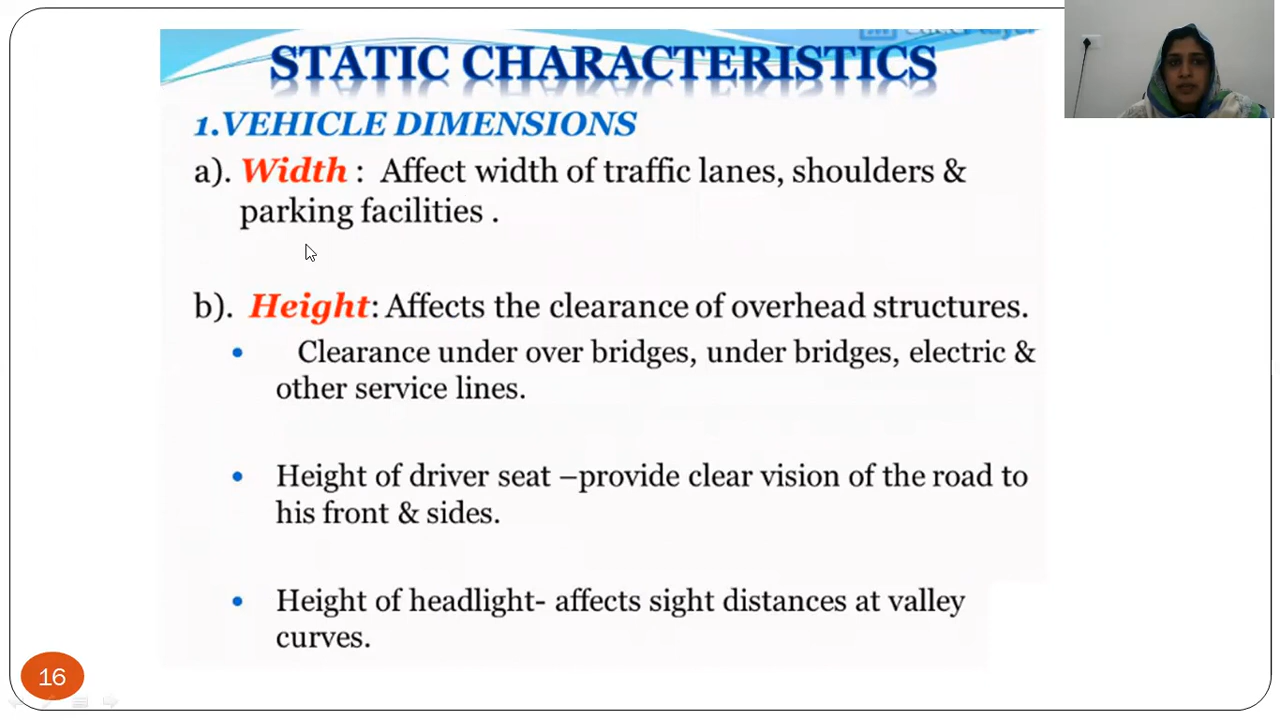 STATIC CHARACTERISTICS
1.VEHICLE DIMENSIONS
a). Width : Affect width of traffic lanes, shoulders &
parking facilities .
b). Height: Affects the clearance of overhead structures.
• Clearance under over bridges, under bridges, electric &
other service lines.
• Height of driver seat –provide clear vision of the road to
his front & sides.
• Height of headlight- affects sight distances at valley
curves.
16